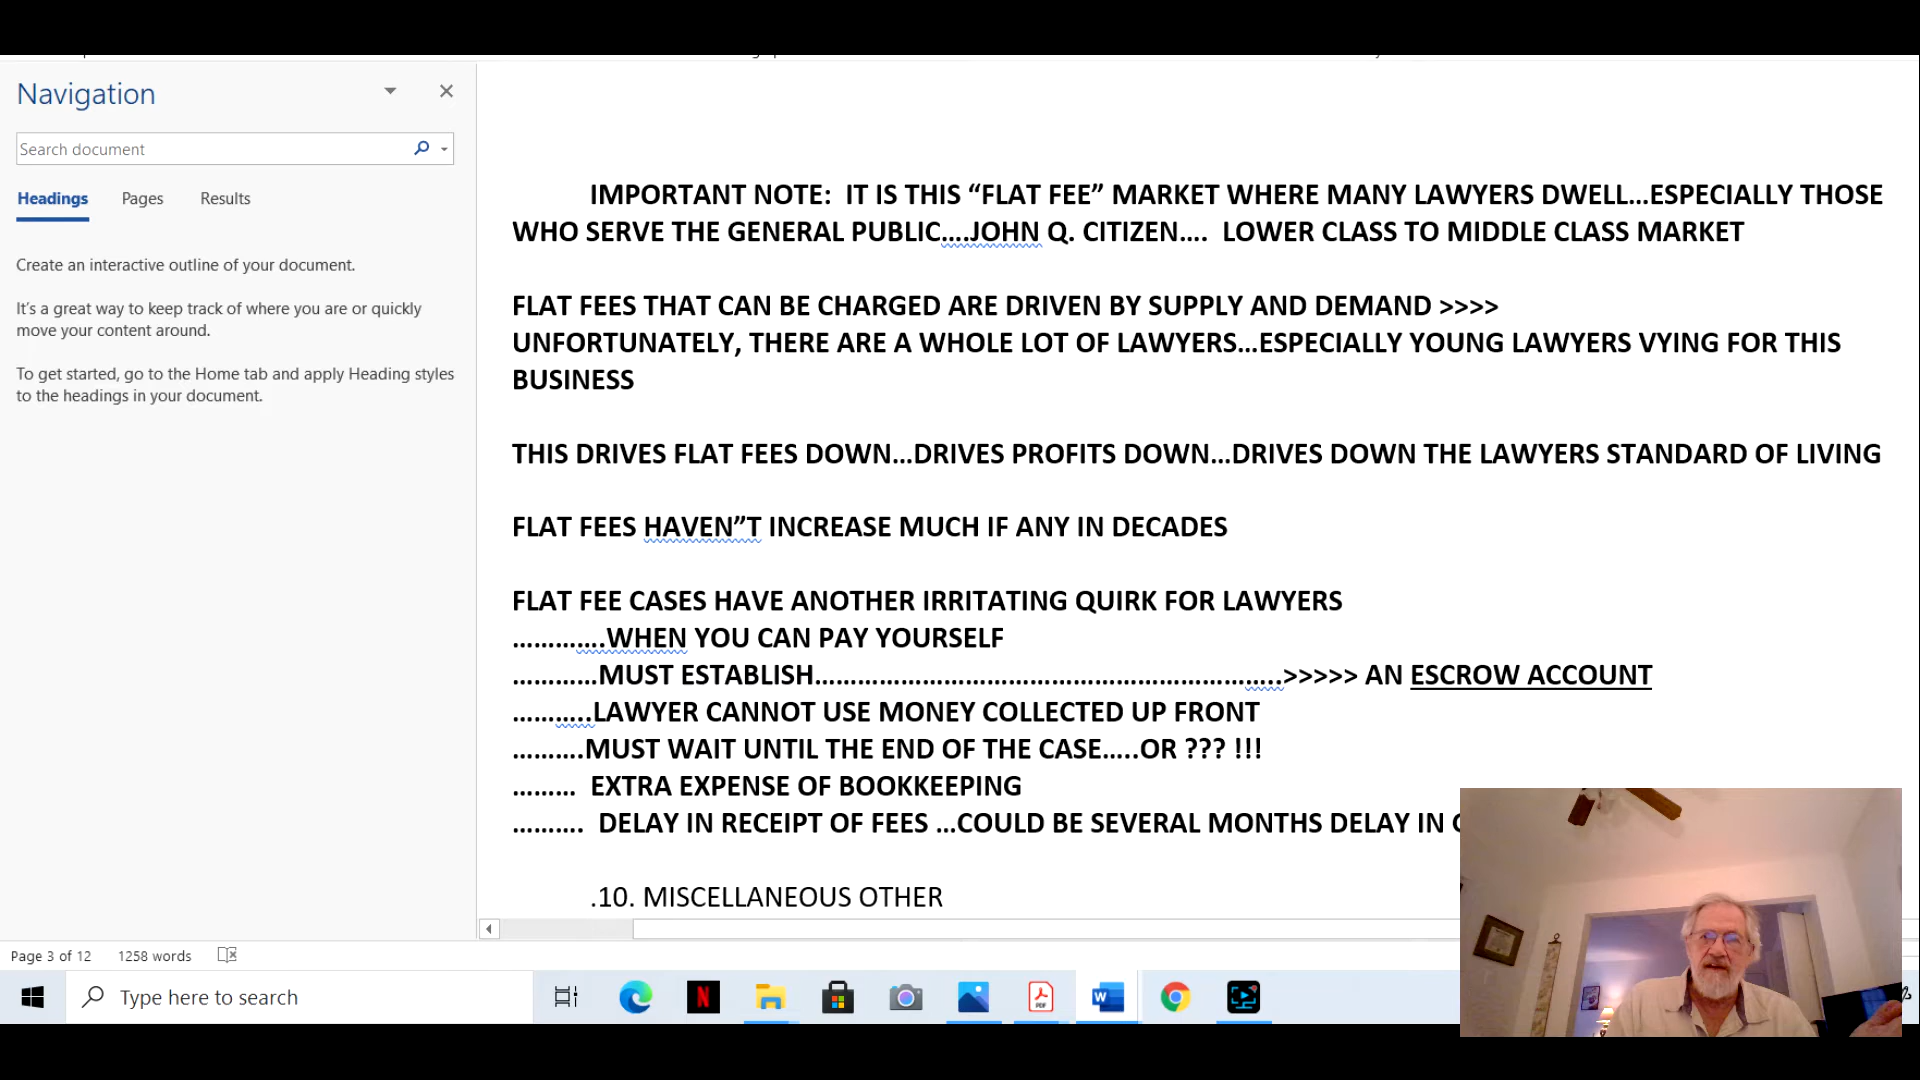 Navigation
Search document
Headings Pages Results
Create an interactive outline of your document.
It's a great way to keep track of where you are or quickly
move your content around.
To get started, go to the Home tab and apply Heading styles
to the headings in your document.
IMPORTANT NOTE:  IT IS THIS “FLAT FEE” MARKET WHERE MANY LAWYERS DWELL…ESPECIALLY THOSE
WHO SERVE THE GENERAL PUBLIC….JOHN Q. CITIZEN….  LOWER CLASS TO MIDDLE CLASS MARKET
FLAT FEES THAT CAN BE CHARGED ARE DRIVEN BY SUPPLY AND DEMAND >>>>
UNFORTUNATELY, THERE ARE A WHOLE LOT OF LAWYERS…ESPECIALLY YOUNG LAWYERS VYING FOR THIS
BUSINESS
THIS DRIVES FLAT FEES DOWN…DRIVES PROFITS DOWN…DRIVES DOWN THE LAWYERS STANDARD OF LIVING
FLAT FEES HAVEN”T INCREASE MUCH IF ANY IN DECADES
FLAT FEE CASES HAVE ANOTHER IRRITATING QUIRK FOR LAWYERS
………….WHEN YOU CAN PAY YOURSELF
…………MUST ESTABLISH…………………………………………………………..>>>>> AN ESCROW ACCOUNT
………..LAWYER CANNOT USE MONEY COLLECTED UP FRONT
……….MUST WAIT UNTIL THE END OF THE CASE…..OR ??? !!!
………  EXTRA EXPENSE OF BOOKKEEPING
……….  DELAY IN RECEIPT OF FEES …COULD BE SEVERAL MONTHS DELAY IN
.10. MISCELLANEOUS OTHER
Page 3 of 12 1258 words
Type here to search